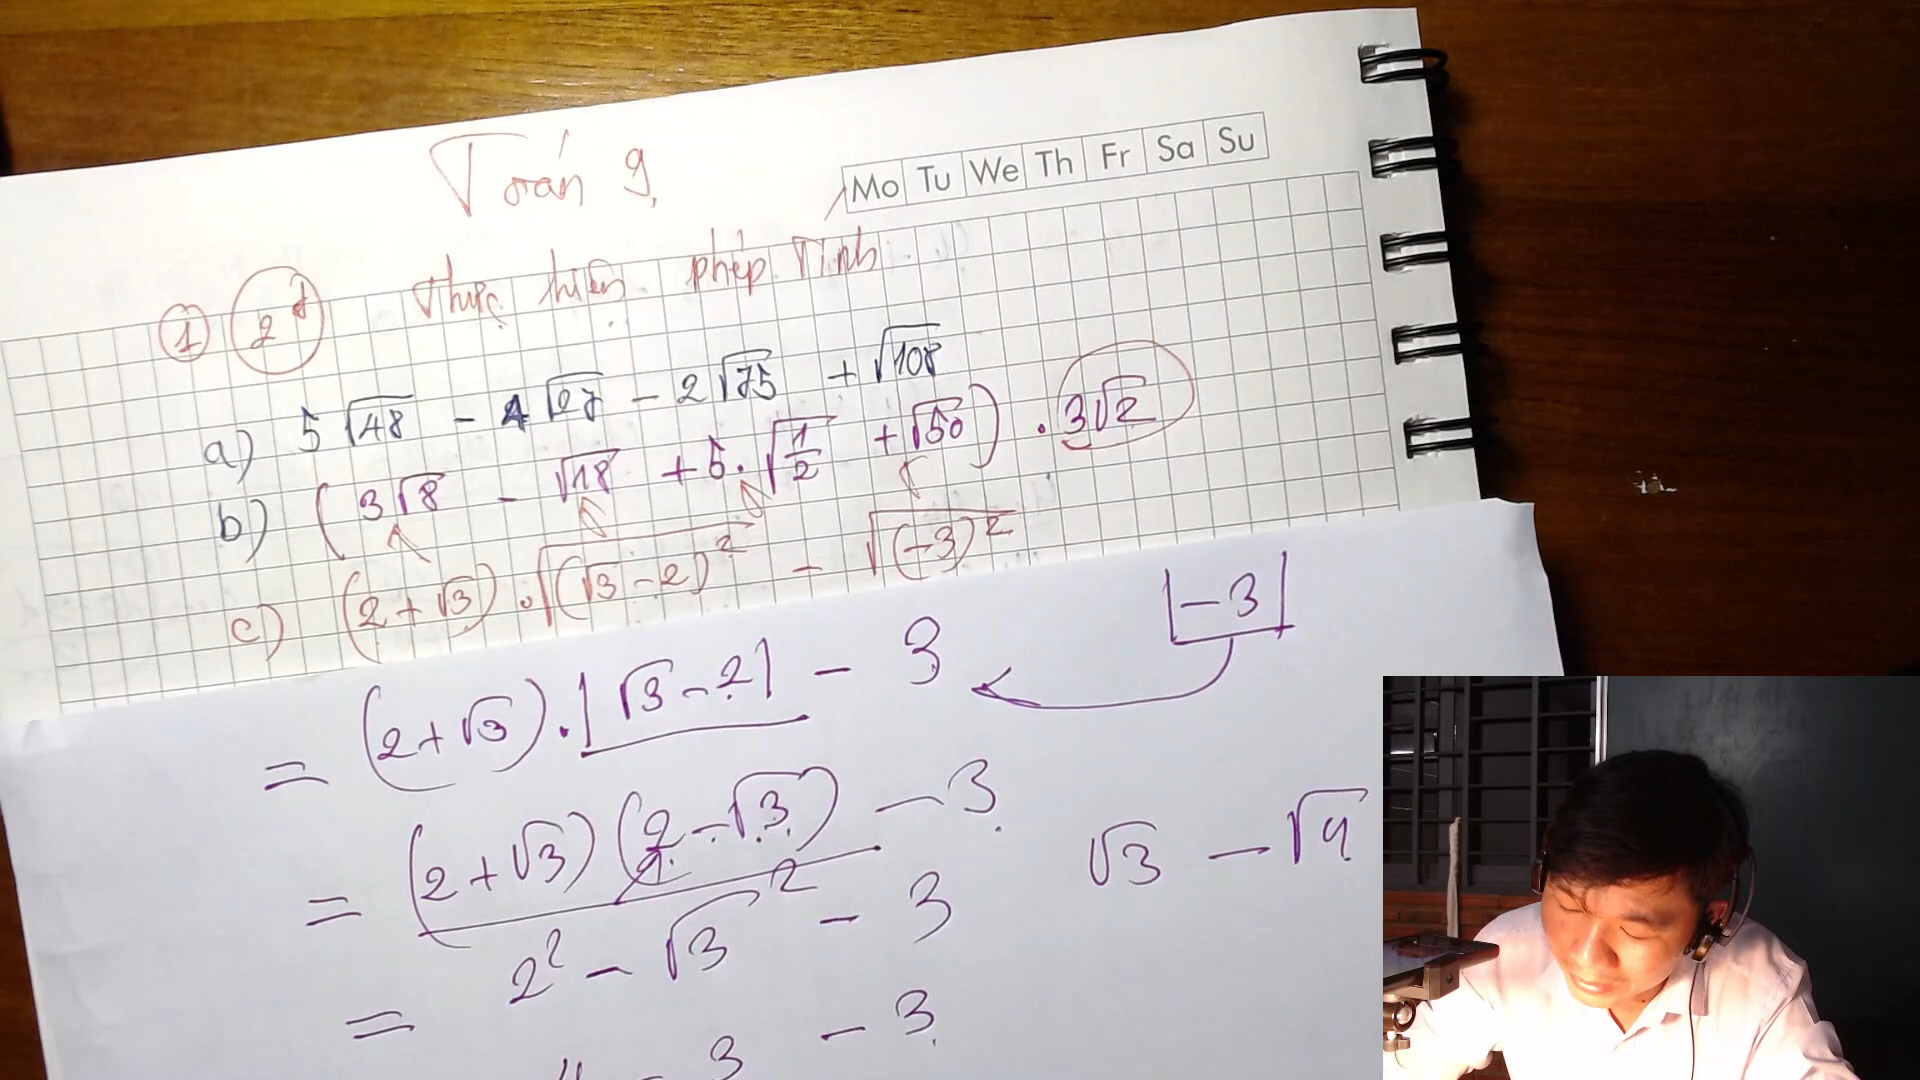 Toán 9.
Mo Tu We Th Fr Sa Su
① 2đ Thực hiện phép tính
a) 5√48 - 4√27 - 2√75 + √108
b) (3√8 - √18 + 5.√(1/2) + √50) . 3√2
c) (2+√3).√(√3-2)² - √(-3)²
|-3|
= (2+√3).|√3-2| - 3
= (2+√3)(2-√3) - 3
√3 - √4
= 2² - √3² - 3
4 - 3 - 3